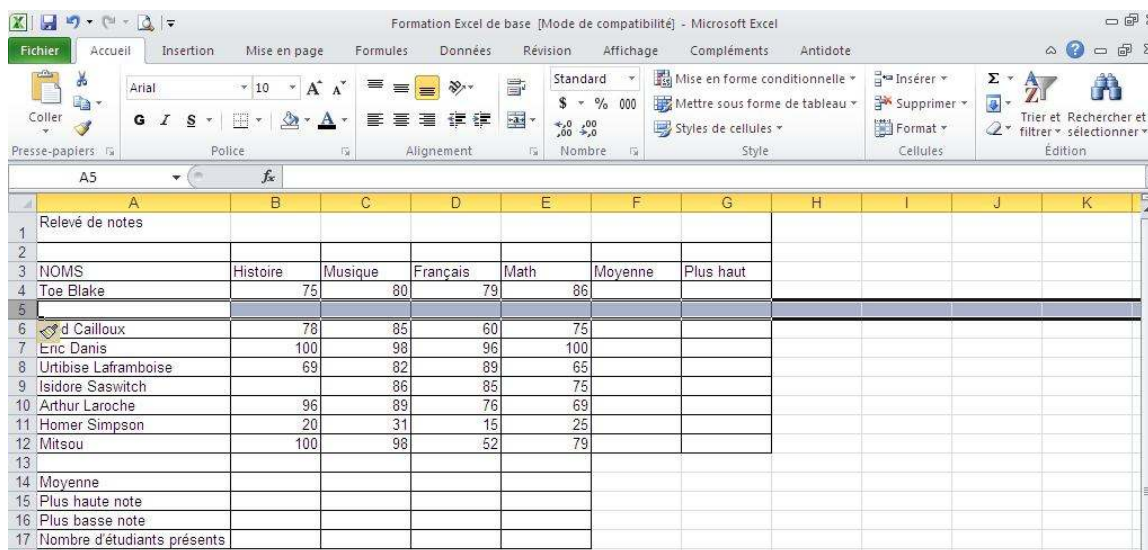 Formation Excel de base [Mode de compatibilité] - Microsoft Excel
Fichier Accueil Insertion Mise en page Formules Données Révision Affichage Compléments Antidote
Coller
Presse-papiers
Arial 10 A A
G I S A
Police
Alignement
Standard
$ % 000
Nombre
Mise en forme conditionnelle
Mettre sous forme de tableau
Styles de cellules
Style
Insérer
Supprimer
Format
Cellules
Σ
Trier et filtrer
Rechercher et sélectionner
Édition
A5 fx
A B C D E F G H I J K
1 Relevé de notes
2
3 NOMS Histoire Musique Français Math Moyenne Plus haut
4 Toe Blake 75 80 79 86
5
6 d Cailloux 78 85 60 75
7 Eric Danis 100 98 96 100
8 Urtibise Laframboise 69 82 89 65
9 Isidore Saswitch 86 85 75
10 Arthur Laroche 96 89 76 69
11 Homer Simpson 20 31 15 25
12 Mitsou 100 98 52 79
13
14 Moyenne
15 Plus haute note
16 Plus basse note
17 Nombre d'étudiants présents